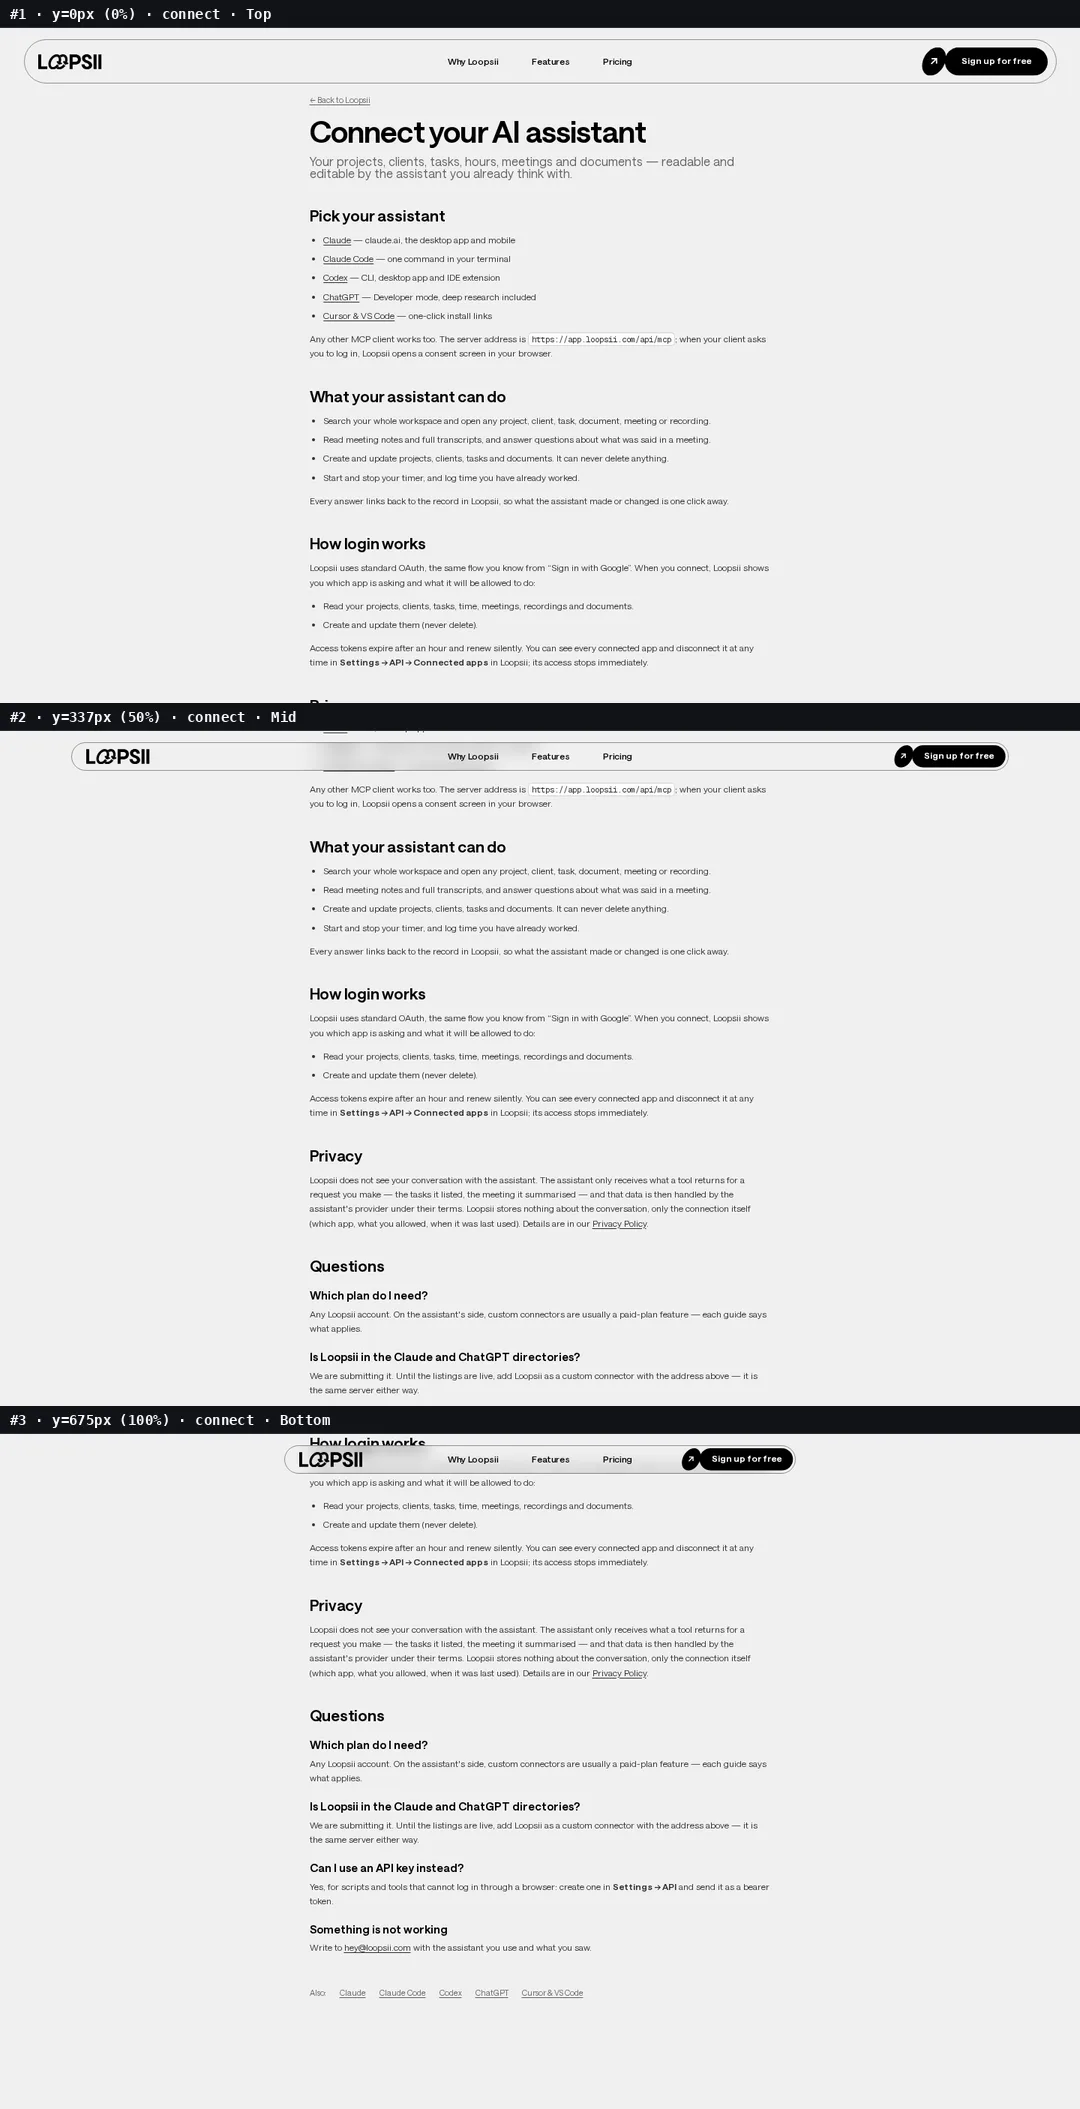 #1 · y=0px (0%) · connect · Top
LOOPSII
Why Loopsii
Features
Pricing
Sign up for free
← Back to Loopsii
Connect your AI assistant
Your projects, clients, tasks, hours, meetings and documents — readable and
editable by the assistant you already think with.
Pick your assistant
• Claude — claude.ai, the desktop app and mobile
• Claude Code — one command in your terminal
• Codex — CLI, desktop app and IDE extension
• ChatGPT — Developer mode, deep research included
• Cursor & VS Code — one-click install links
Any other MCP client works too. The server address is https://app.loopsii.com/api/mcp; when your client asks
you to log in, Loopsii opens a consent screen in your browser.
What your assistant can do
• Search your whole workspace and open any project, client, task, document, meeting or recording.
• Read meeting notes and full transcripts, and answer questions about what was said in a meeting.
• Create and update projects, clients, tasks and documents. It can never delete anything.
• Start and stop your timer, and log time you have already worked.
Every answer links back to the record in Loopsii, so what the assistant made or changed is one click away.
How login works
Loopsii uses standard OAuth, the same flow you know from “Sign in with Google”. When you connect, Loopsii shows
you which app is asking and what it will be allowed to do:
• Read your projects, clients, tasks, time, meetings, recordings and documents.
• Create and update them (never delete).
Access tokens expire after an hour and renew silently. You can see every connected app and disconnect it at any
time in Settings → API → Connected apps in Loopsii; its access stops immediately.
#2 · y=337px (50%) · connect · Mid
LOOPSII
Why Loopsii
Features
Pricing
Sign up for free
Any other MCP client works too. The server address is https://app.loopsii.com/api/mcp; when your client asks
you to log in, Loopsii opens a consent screen in your browser.
What your assistant can do
• Search your whole workspace and open any project, client, task, document, meeting or recording.
• Read meeting notes and full transcripts, and answer questions about what was said in a meeting.
• Create and update projects, clients, tasks and documents. It can never delete anything.
• Start and stop your timer, and log time you have already worked.
Every answer links back to the record in Loopsii, so what the assistant made or changed is one click away.
How login works
Loopsii uses standard OAuth, the same flow you know from “Sign in with Google”. When you connect, Loopsii shows
you which app is asking and what it will be allowed to do:
• Read your projects, clients, tasks, time, meetings, recordings and documents.
• Create and update them (never delete).
Access tokens expire after an hour and renew silently. You can see every connected app and disconnect it at any
time in Settings → API → Connected apps in Loopsii; its access stops immediately.
Privacy
Loopsii does not see your conversation with the assistant. The assistant only receives what a tool returns for a
request you make — the tasks it listed, the meeting it summarised — and that data is then handled by the
assistant's provider under their terms. Loopsii stores nothing about the conversation, only the connection itself
(which app, what you allowed, when it was last used). Details are in our Privacy Policy.
Questions
Which plan do I need?
Any Loopsii account. On the assistant's side, custom connectors are usually a paid-plan feature — each guide says
what applies.
Is Loopsii in the Claude and ChatGPT directories?
We are submitting it. Until the listings are live, add Loopsii as a custom connector with the address above — it is
the same server either way.
#3 · y=675px (100%) · connect · Bottom
How login works
LOOPSII
Why Loopsii
Features
Pricing
Sign up for free
you which app is asking and what it will be allowed to do:
• Read your projects, clients, tasks, time, meetings, recordings and documents.
• Create and update them (never delete).
Access tokens expire after an hour and renew silently. You can see every connected app and disconnect it at any
time in Settings → API → Connected apps in Loopsii; its access stops immediately.
Privacy
Loopsii does not see your conversation with the assistant. The assistant only receives what a tool returns for a
request you make — the tasks it listed, the meeting it summarised — and that data is then handled by the
assistant's provider under their terms. Loopsii stores nothing about the conversation, only the connection itself
(which app, what you allowed, when it was last used). Details are in our Privacy Policy.
Questions
Which plan do I need?
Any Loopsii account. On the assistant's side, custom connectors are usually a paid-plan feature — each guide says
what applies.
Is Loopsii in the Claude and ChatGPT directories?
We are submitting it. Until the listings are live, add Loopsii as a custom connector with the address above — it is
the same server either way.
Can I use an API key instead?
Yes, for scripts and tools that cannot log in through a browser: create one in Settings → API and send it as a bearer
token.
Something is not working
Write to hey@loopsii.com with the assistant you use and what you saw.
Also: Claude Claude Code Codex ChatGPT Cursor & VS Code